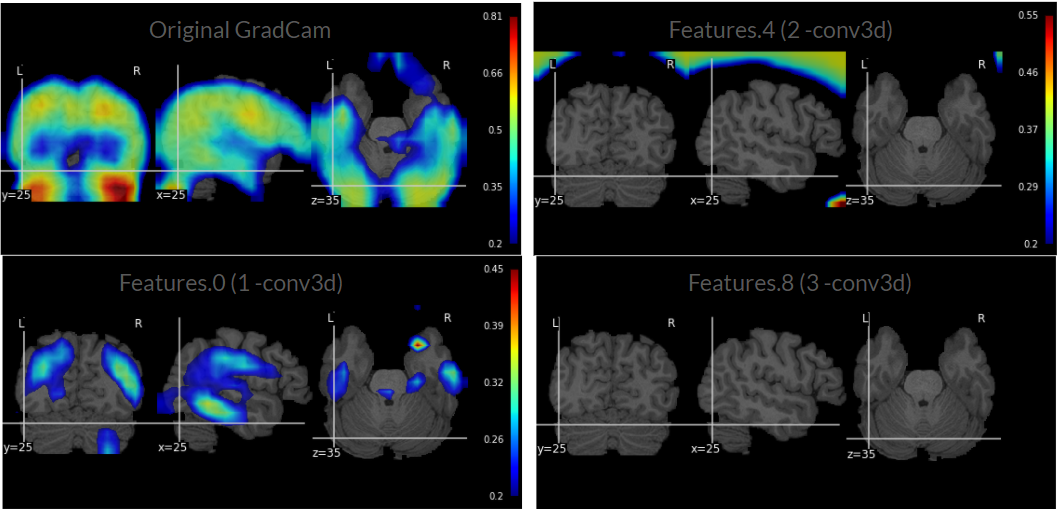 Original GradCam
L R
L R
y=25 x=25 z=35
0.81
0.66
0.5
0.35
0.2
Features.4 (2 -conv3d)
L R
L R
y=25 x=25 z=35
0.55
0.46
0.37
0.29
0.2
Features.0 (1 -conv3d)
L R
L R
y=25 x=25 z=35
0.45
0.39
0.32
0.26
0.2
Features.8 (3 -conv3d)
L R
L R
y=25 x=25 z=35